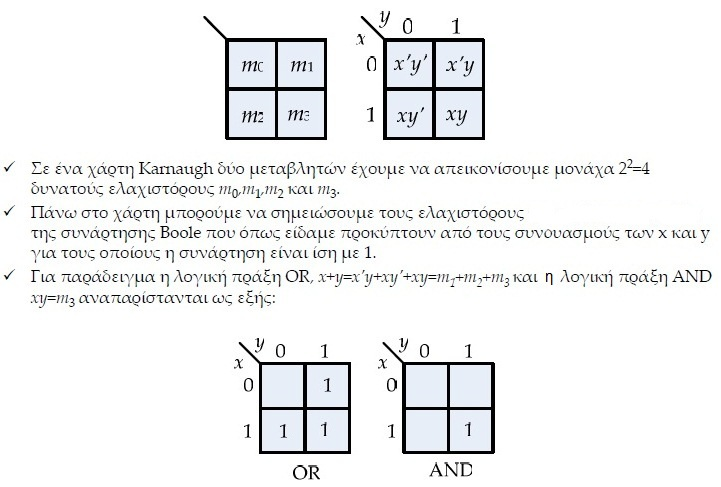 y 0 1
x
m0 m1 0 x'y' x'y
m2 m3 1 xy' xy
✓ Σε ένα χάρτη Karnaugh δύο μεταβλητών έχουμε να απεικονίσουμε μονάχα 2²=4
δυνατούς ελαχιστόρους m0,m1,m2 και m3.
✓ Πάνω στο χάρτη μπορούμε να σημειώσουμε τους ελαχιστόρους
της συνάρτησης Boole που όπως είδαμε προκύπτουν από τους συνουασμούς των x και y
για τους οποίους η συνάρτηση είναι ίση με 1.
✓ Για παράδειγμα η λογική πράξη OR, x+y=x'y+xy'+xy=m1+m2+m3 και η λογική πράξη AND
xy=m3 αναπαρίστανται ως εξής:
y 0 1 y 0 1
x x
0 1 0
1 1 1 1 1
OR AND